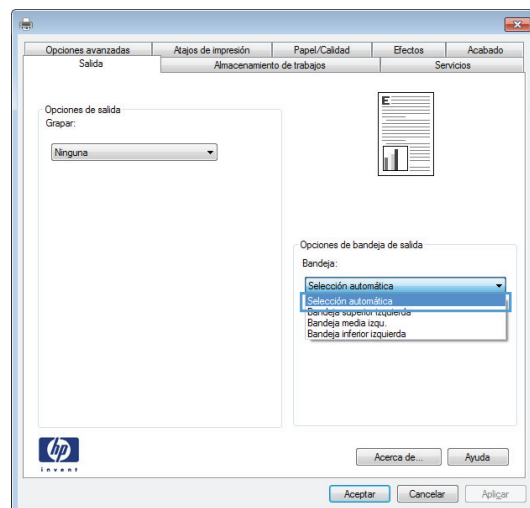 Opciones avanzadas Atajos de impresión Papel/Calidad Efectos Acabado
Salida Almacenamiento de trabajos Servicios
Opciones de salida
Grapar:
Ninguna
E
Opciones de bandeja de salida
Bandeja:
Selección automática
Selección automática
Bandeja superior izquierda
Bandeja media izqu.
Bandeja inferior izquierda
hp
invent
Acerca de... Ayuda
Aceptar Cancelar Aplicar